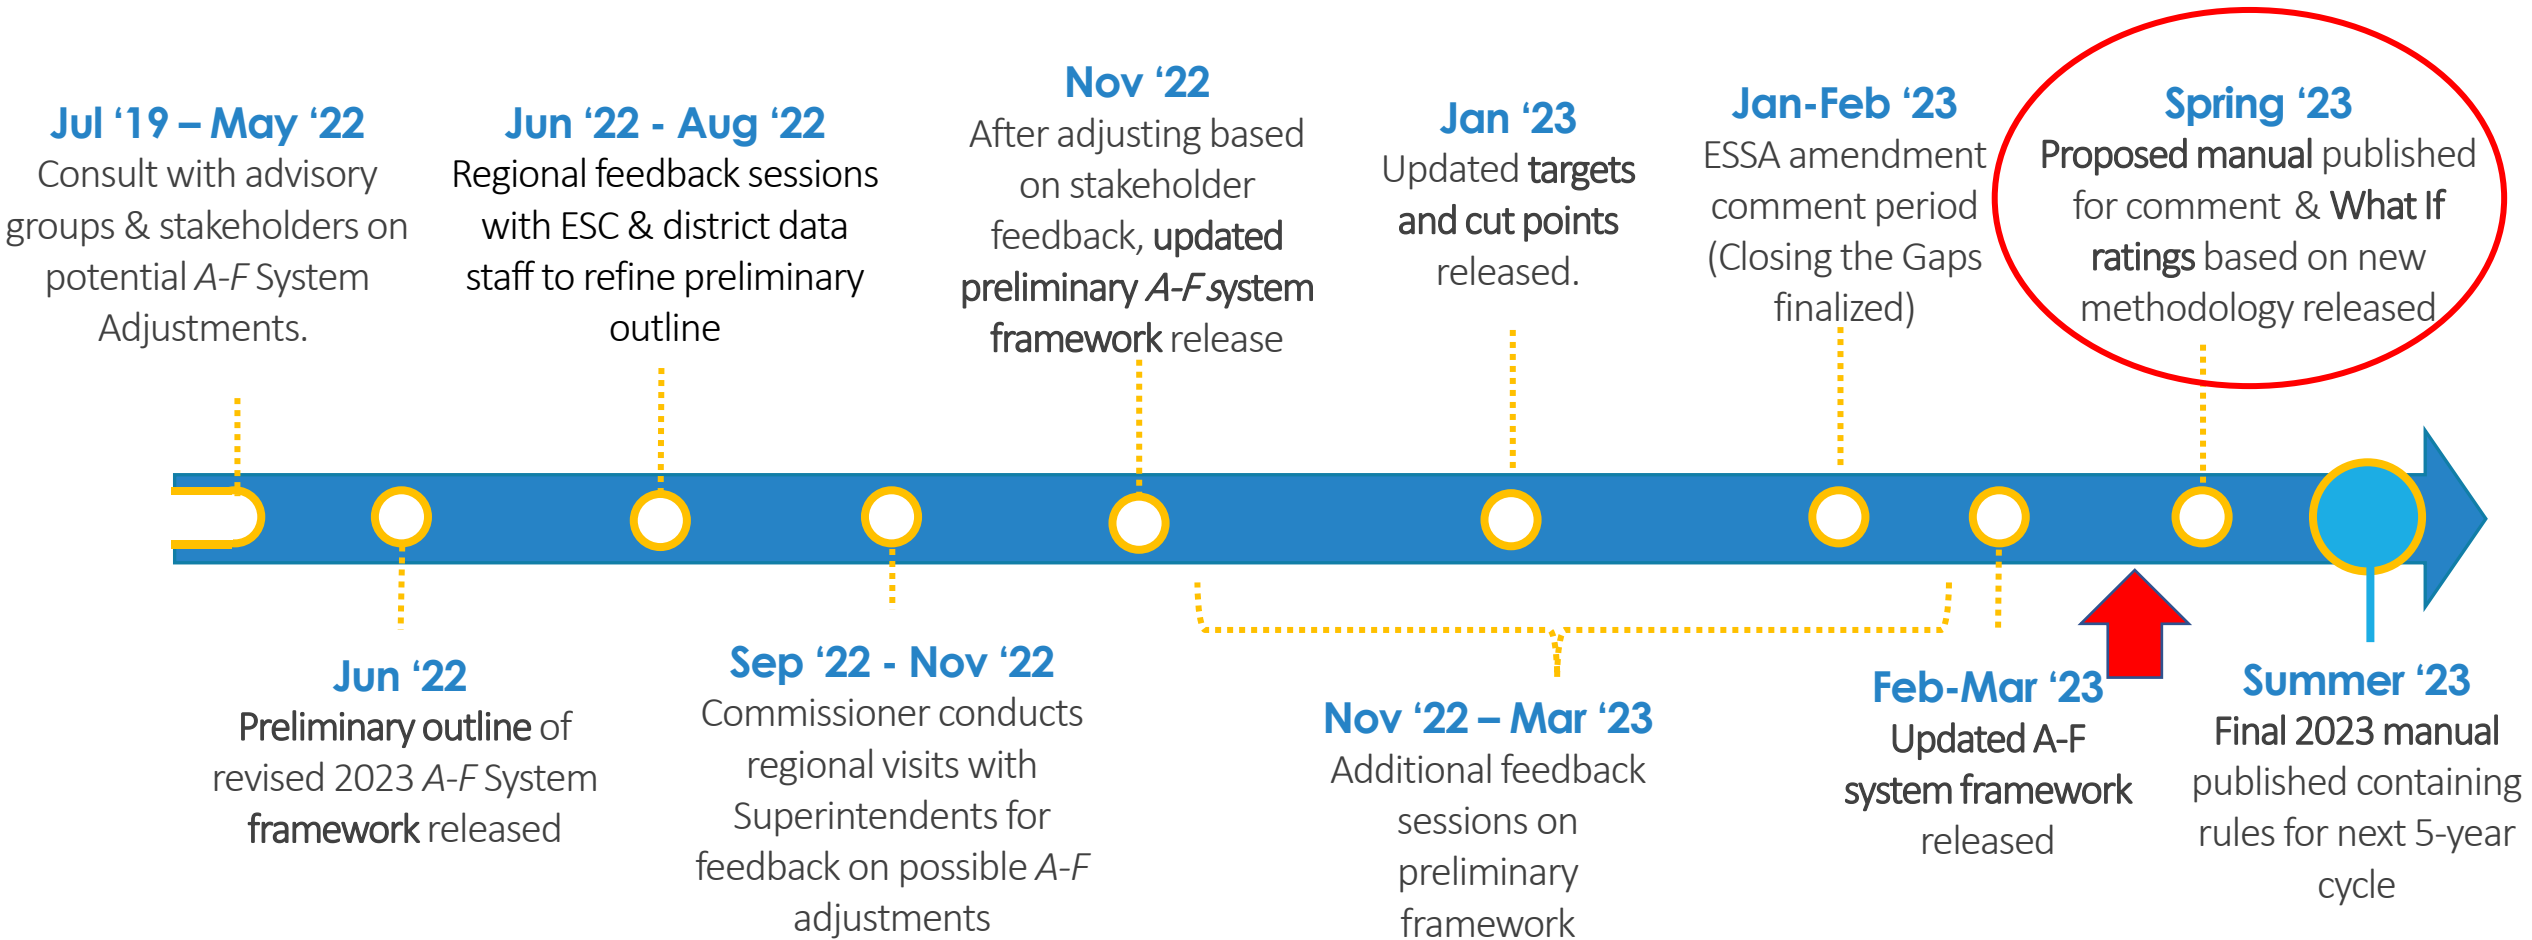 Jul ‘19 – May ‘22
Consult with advisory
groups & stakeholders on
potential A-F System
Adjustments.
Jun ‘22 - Aug ‘22
Regional feedback sessions
with ESC & district data
staff to refine preliminary
outline
Nov ‘22
After adjusting based
on stakeholder
feedback, updated
preliminary A-F system
framework release
Jan ‘23
Updated targets
and cut points
released.
Jan-Feb ‘23
ESSA amendment
comment period
(Closing the Gaps
finalized)
Spring ‘23
Proposed manual published
for comment & What If
ratings based on new
methodology released
Jun ‘22
Preliminary outline of
revised 2023 A-F System
framework released
Sep ‘22 - Nov ‘22
Commissioner conducts
regional visits with
Superintendents for
feedback on possible A-F
adjustments
Nov ‘22 – Mar ‘23
Additional feedback
sessions on
preliminary
framework
Feb-Mar ‘23
Updated A-F
system framework
released
Summer ‘23
Final 2023 manual
published containing
rules for next 5-year
cycle